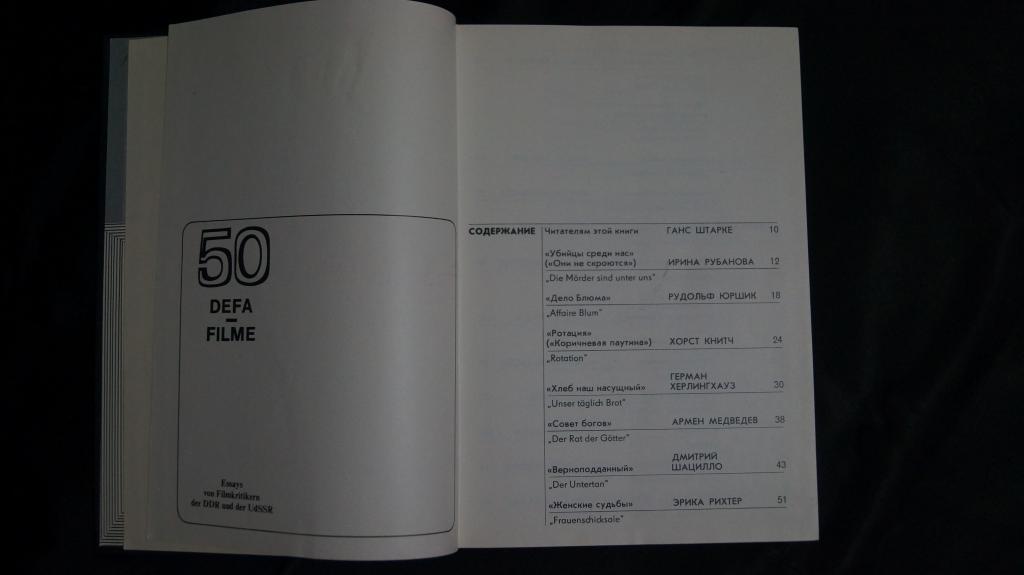 50
DEFA
–
FILME
Essays
von Filmkritikern
der DDR und der UdSSR
СОДЕРЖАНИЕ Читателям этой книги ГАНС ШТАРКЕ 10
«Убийцы среди нас»
(«Они не скроются») ИРИНА РУБАНОВА 12
„Die Mörder sind unter uns"
«Дело Блюма» РУДОЛЬФ ЮРШИК 18
„Affaire Blum"
«Ротация»
(«Коричневая паутина») ХОРСТ КНИТЧ 24
„Rotation"
ГЕРМАН
«Хлеб наш насущный» ХЕРЛИНГХАУЗ 30
„Unser täglich Brot"
«Совет богов» АРМЕН МЕДВЕДЕВ 38
„Der Rat der Götter"
ДМИТРИЙ
«Верноподданный» ШАЦИЛЛО 43
„Der Untertan"
«Женские судьбы» ЭРИКА РИХТЕР 51
„Frauenschicksale"